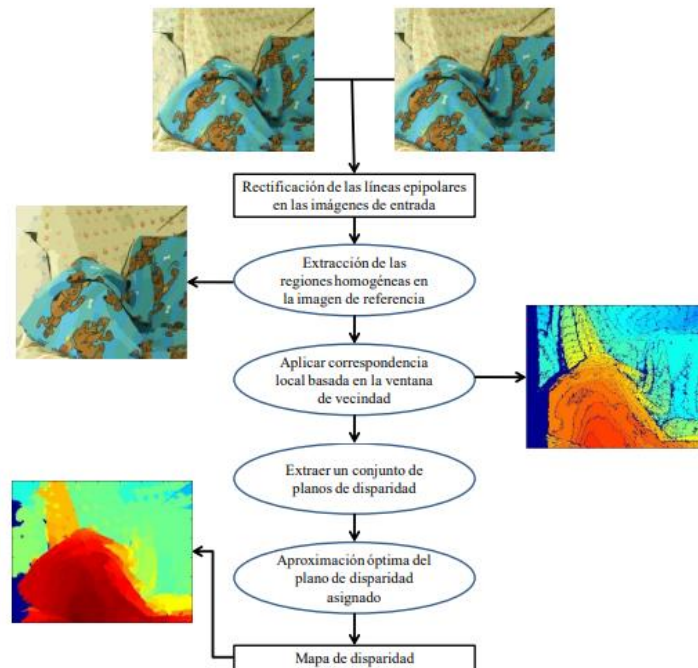 Rectificación de las líneas epipolares
en las imágenes de entrada
Extracción de las
regiones homogéneas en
la imagen de referencia
Aplicar correspondencia
local basada en la ventana
de vecindad
Extraer un conjunto de
planos de disparidad
Aproximación óptima del
plano de disparidad
asignado
Mapa de disparidad